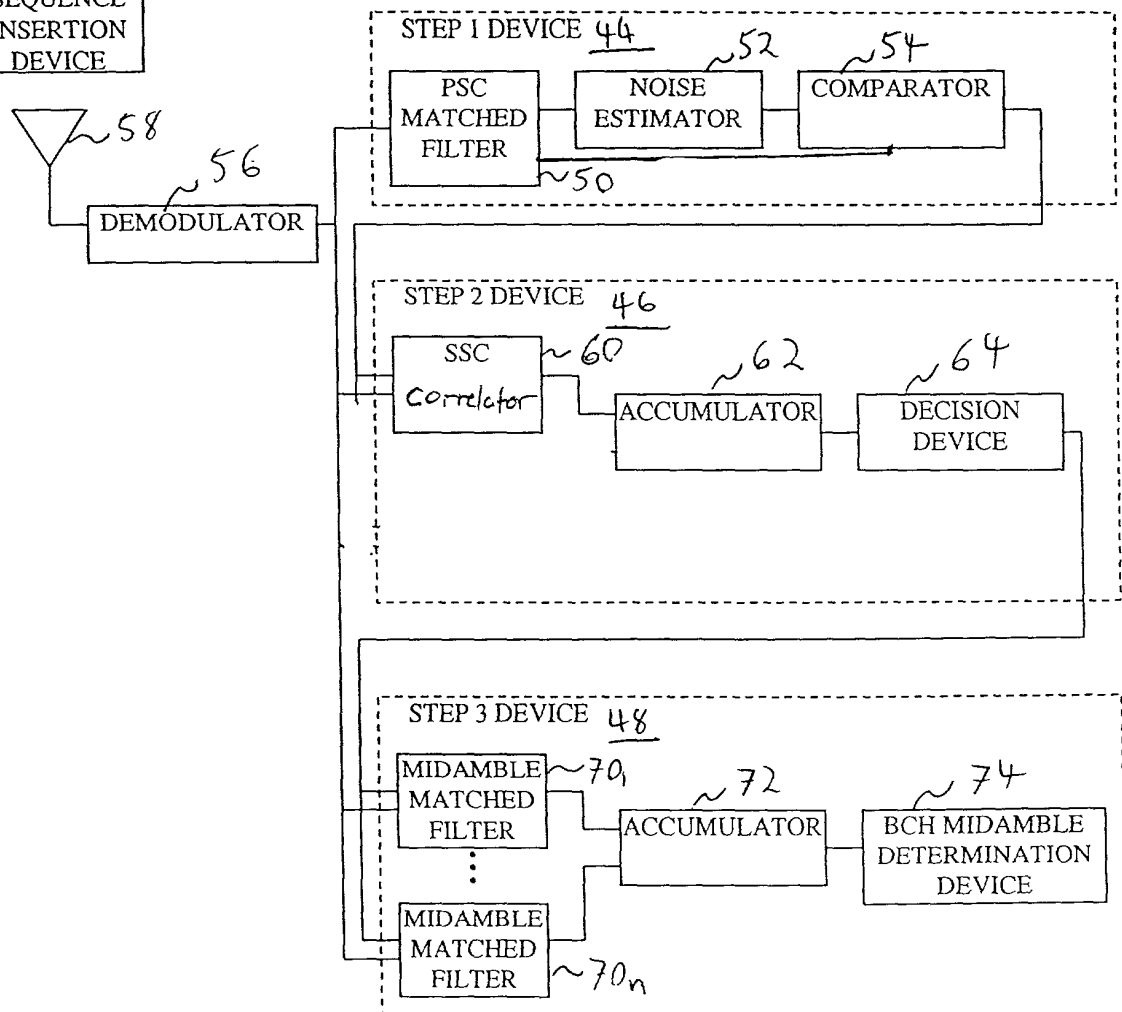 SEQUENCE
INSERTION
DEVICE
58
56
DEMODULATOR
STEP 1 DEVICE 44
52
54
PSC
MATCHED
FILTER
50
NOISE
ESTIMATOR
COMPARATOR
STEP 2 DEVICE 46
SSC
Correlator
60
62
64
ACCUMULATOR
DECISION
DEVICE
STEP 3 DEVICE 48
MIDAMBLE
MATCHED
FILTER
701
72
74
ACCUMULATOR
BCH MIDAMBLE
DETERMINATION
DEVICE
MIDAMBLE
MATCHED
FILTER
70n